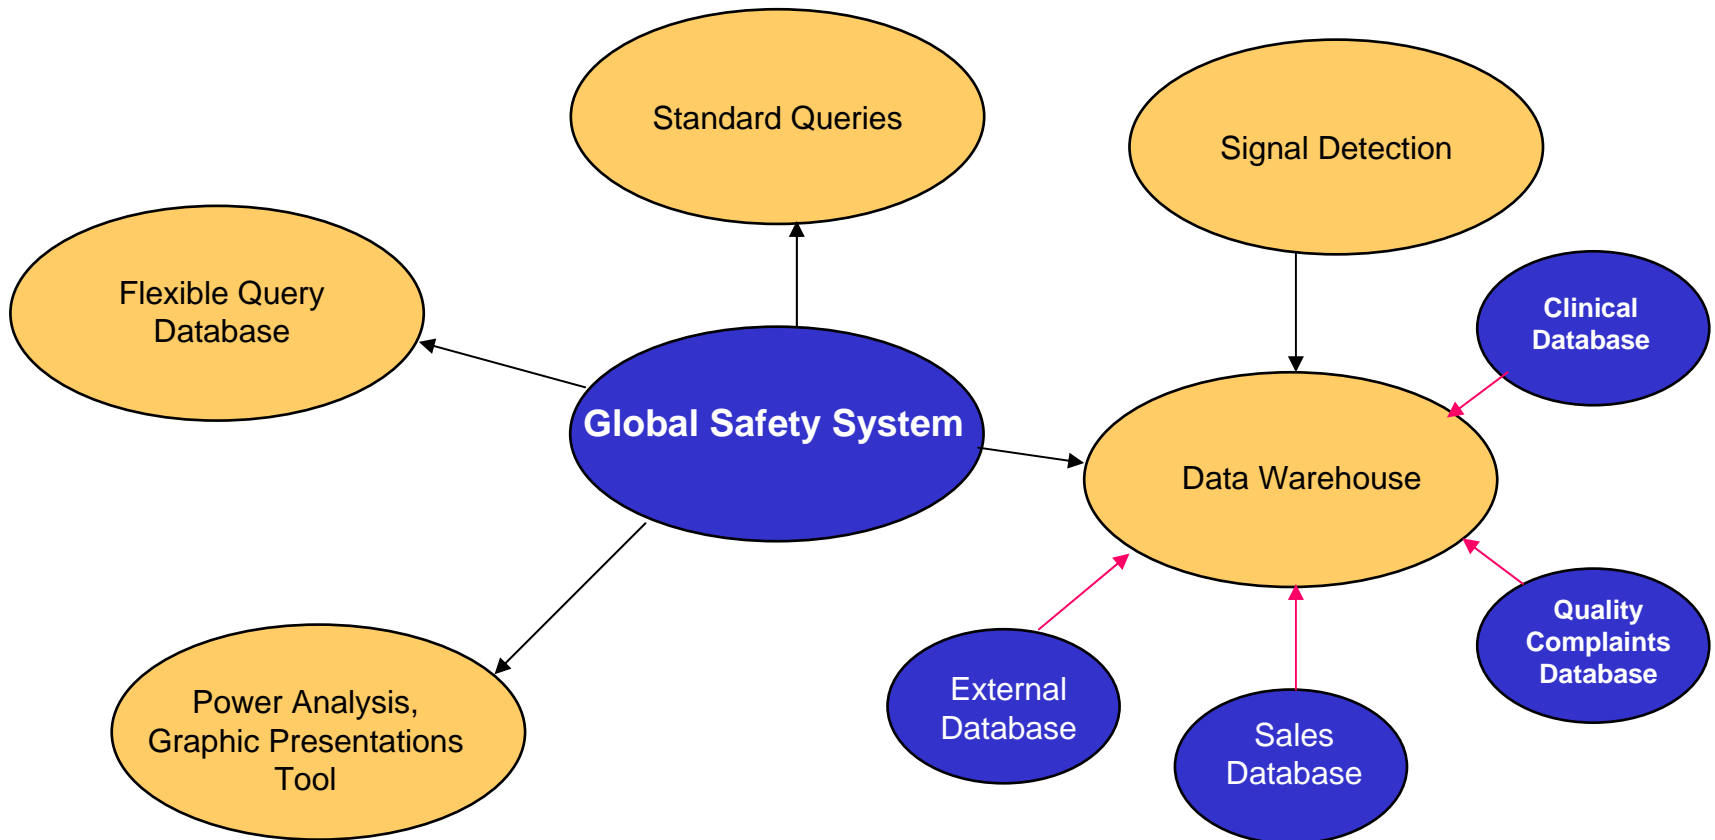 Standard Queries
Signal Detection
Flexible Query
Database
Clinical
Database
Global Safety System
Data Warehouse
Quality
Complaints
Database
External
Database
Sales
Database
Power Analysis,
Graphic Presentations
Tool